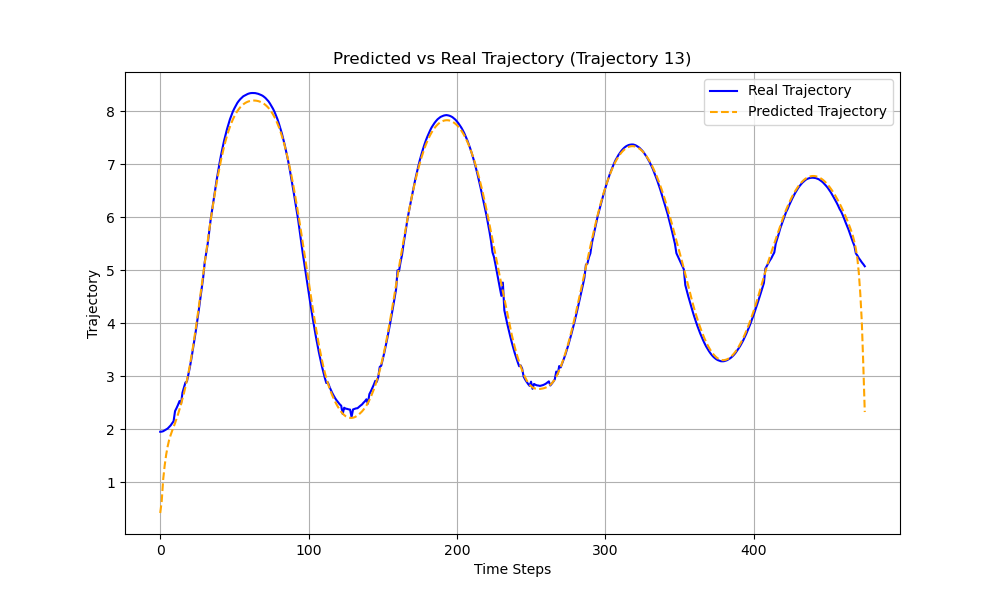 Predicted vs Real Trajectory (Trajectory 13)
Real Trajectory
Predicted Trajectory
8
7
6
5
4
3
2
1
Trajectory
0 100 200 300 400
Time Steps